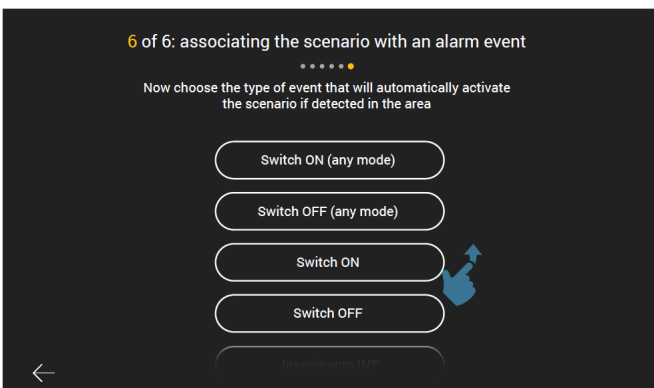 6 of 6: associating the scenario with an alarm event
Now choose the type of event that will automatically activate
the scenario if detected in the area
Switch ON (any mode)
Switch OFF (any mode)
Switch ON
Switch OFF
Inserimento INT